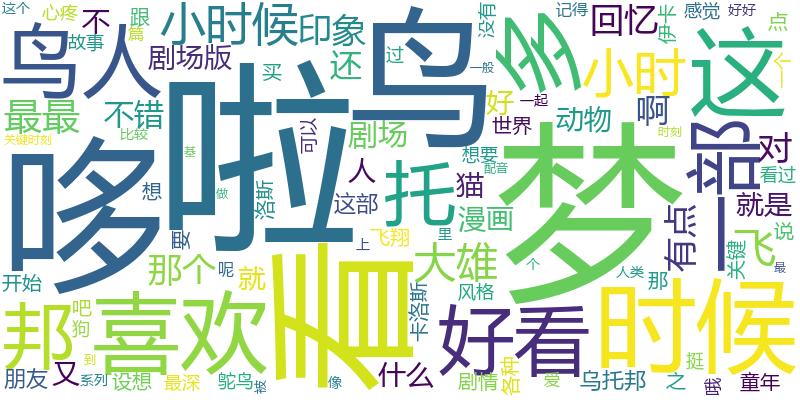 这个
心疼
不
跟
小时候
印象
没有
回忆
记得
感觉
好好
篇
故事
剧场版
还
过
伊卡
点
鸟人
鸟
多
小时
这
买
一般
一个
最最
不错
可以
好
一起
动物
啊
关键时刻
比较
剧场
世界
部
对
时刻
哆
啦
基
做
想要
配音
梦
一
看过
想
洛斯
人
托
猫
就是
这部
漫画
有点
飞
说
要
飞翔
里
关键
上
那个
呢
就
看
大雄
个
人类
那
最
开始
卡洛斯
风格
邦
喜欢
吧
狗
好看
时候
到
挺
朋友
又
系列
设想
最深
鸵鸟
像
什么
剧情
各种
爱
乌托邦
之
童年